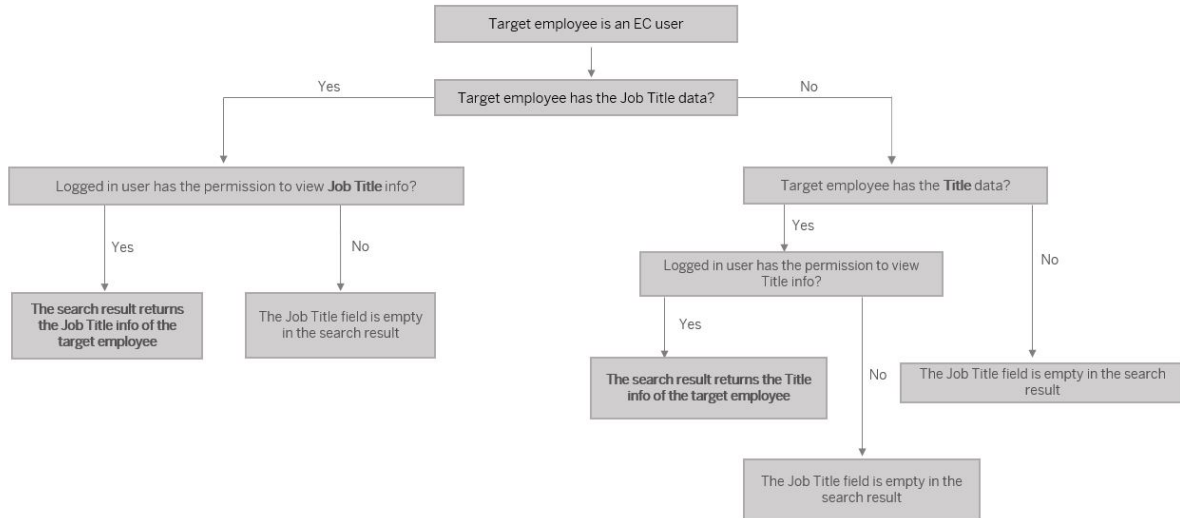 Target employee is an EC user
Yes
Target employee has the Job Title data?
No
Logged in user has the permission to view Job Title info?
Target employee has the Title data?
Yes
No
Yes
No
Logged in user has the permission to view
Title info?
The search result returns
the Job Title info of the
target employee
The Job Title field is empty
in the search result
Yes
No
The search result returns the Title
info of the target employee
The Job Title field is empty in the search
result
The Job Title field is empty in the
search result